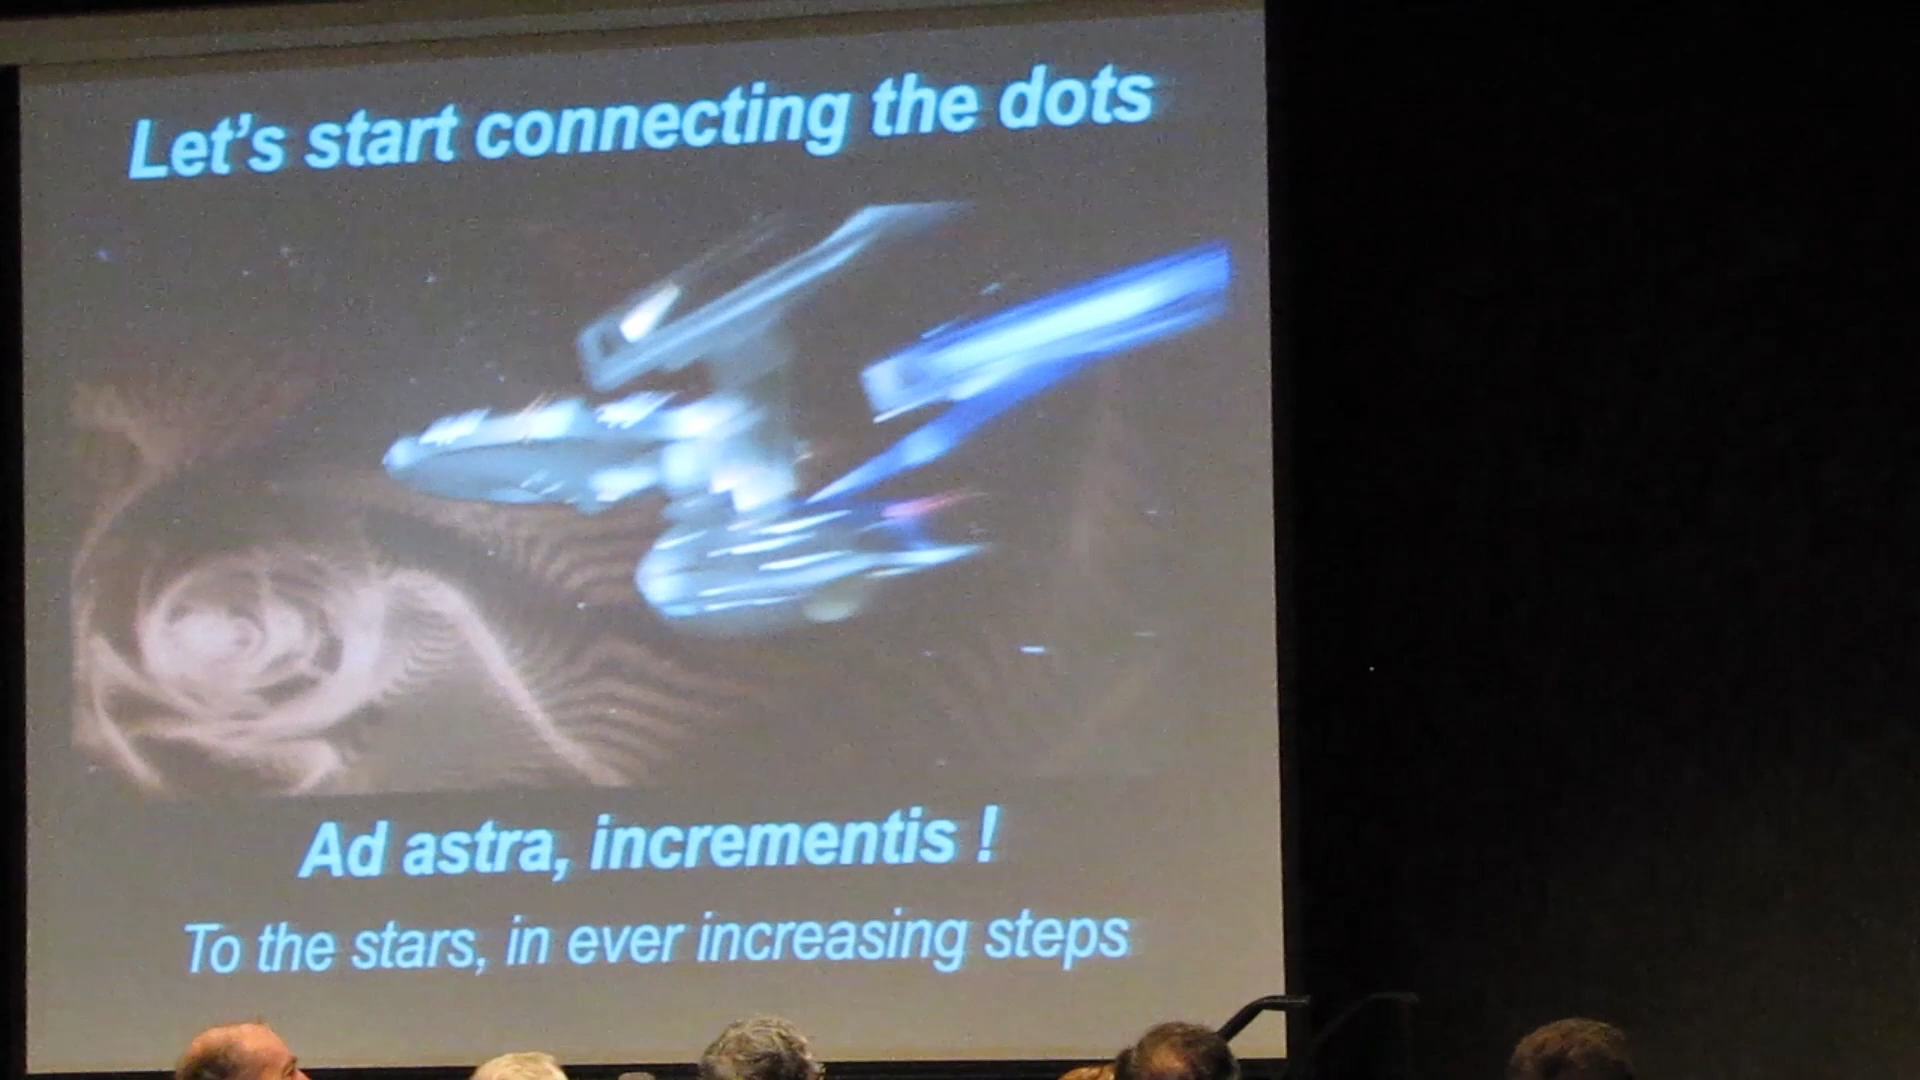 Let's start connecting the dots
Ad astra, incrementis !
To the stars, in ever increasing steps